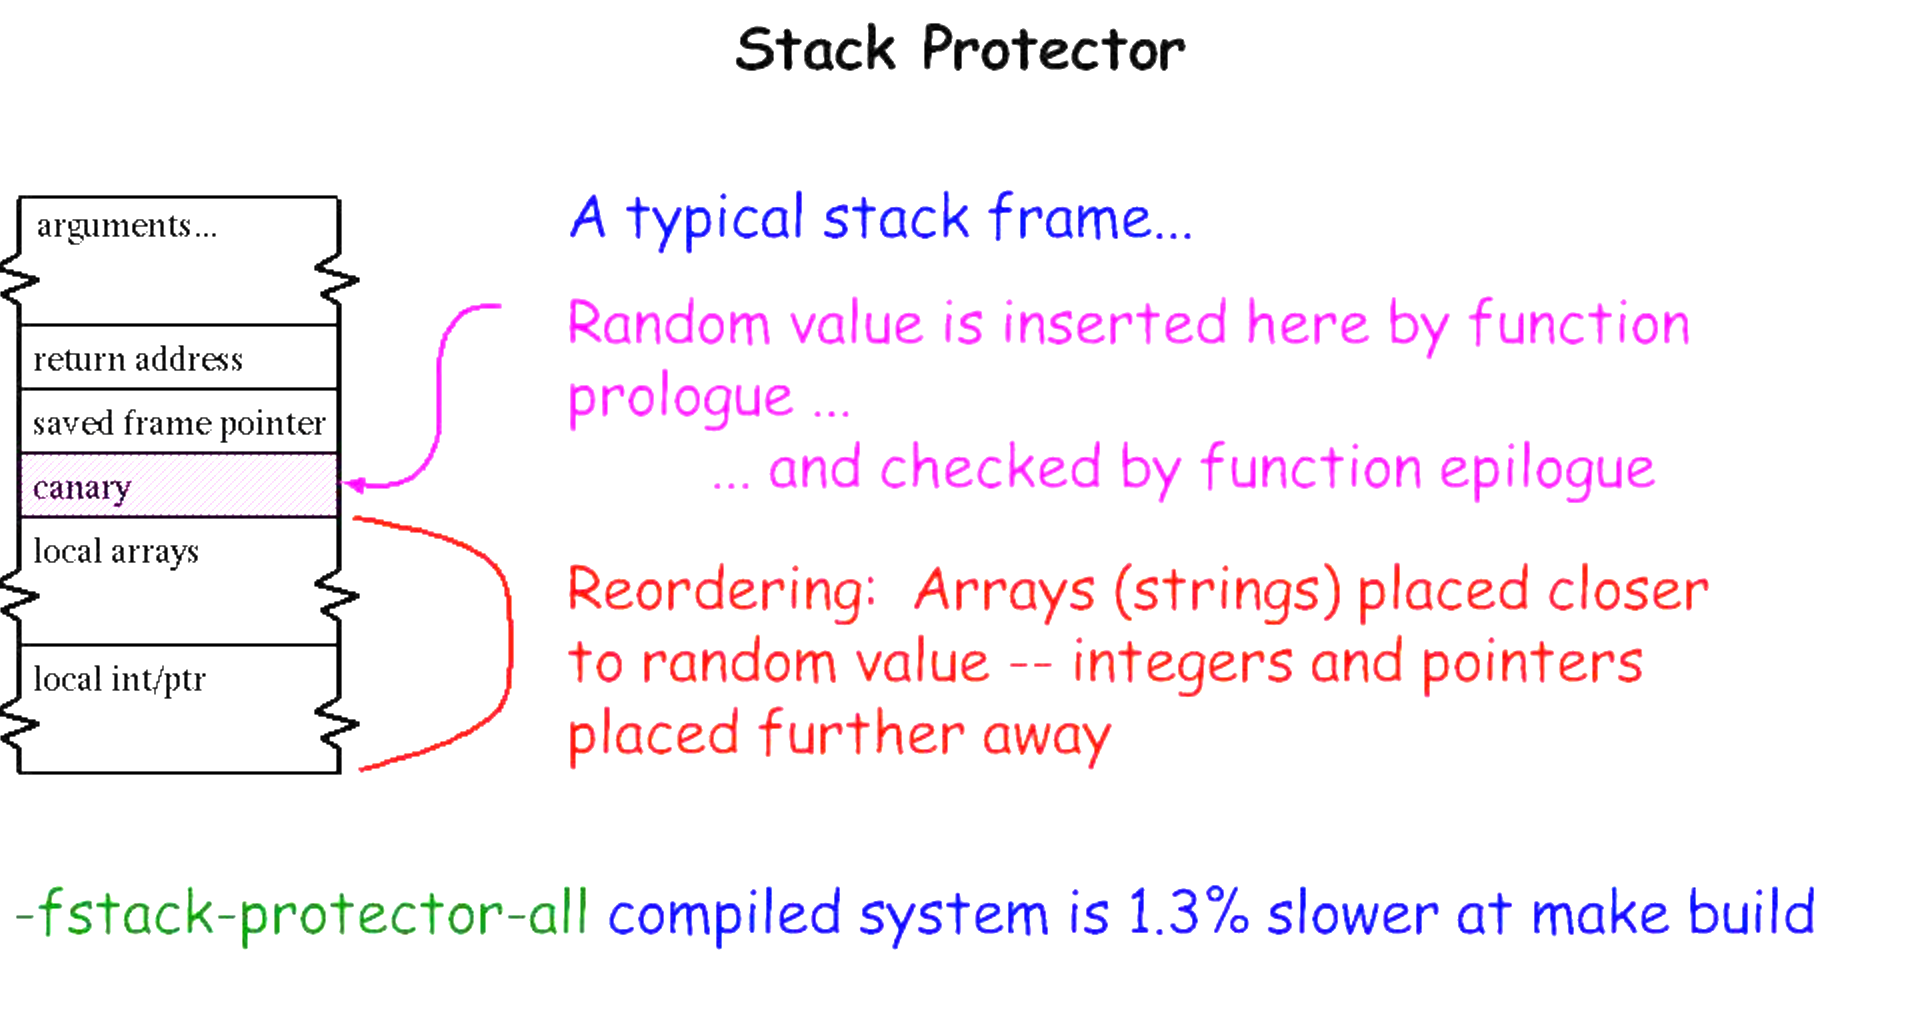 Stack Protector
arguments...
return address
saved frame pointer
canary
local arrays
local int/ptr
A typical stack frame...
Random value is inserted here by function
prologue ...
... and checked by function epilogue
Reordering: Arrays (strings) placed closer
to random value -- integers and pointers
placed further away
-fstack-protector-all compiled system is 1.3% slower at make build